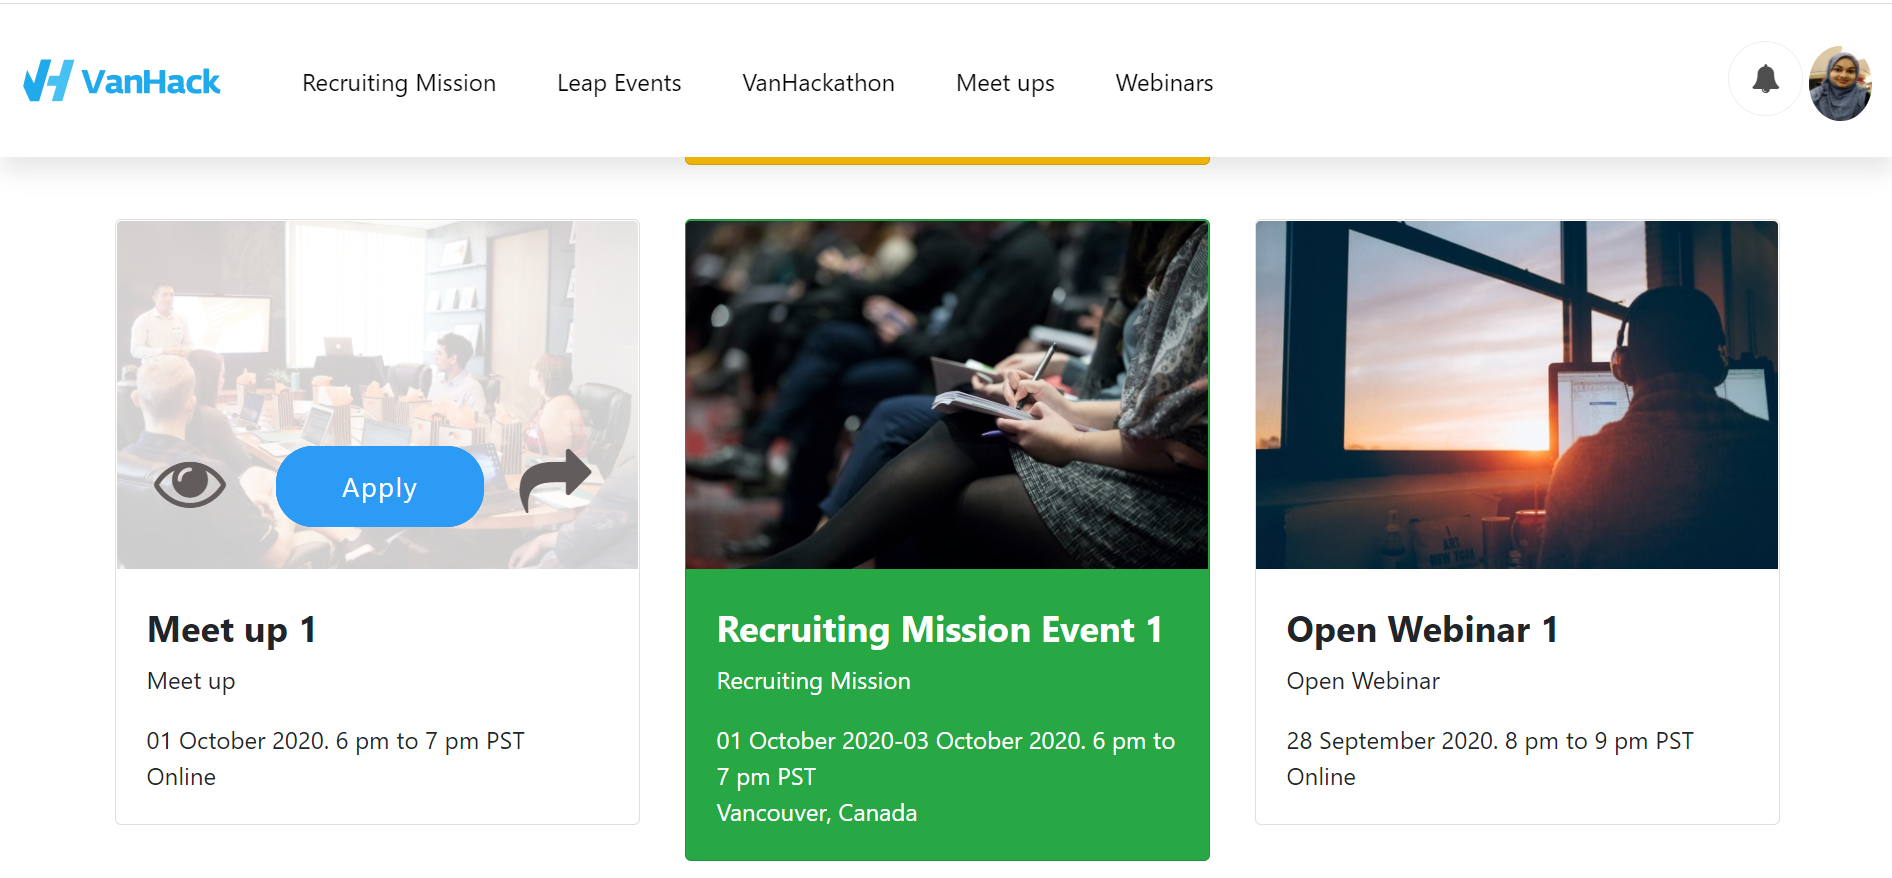 VanHack
Recruiting Mission
Leap Events
VanHackathon
Meet ups
Webinars
Apply
Meet up 1
Meet up
01 October 2020. 6 pm to 7 pm PST
Online
Recruiting Mission Event 1
Recruiting Mission
01 October 2020-03 October 2020. 6 pm to
7 pm PST
Vancouver, Canada
ART
NEW YORK
Open Webinar 1
Open Webinar
28 September 2020. 8 pm to 9 pm PST
Online